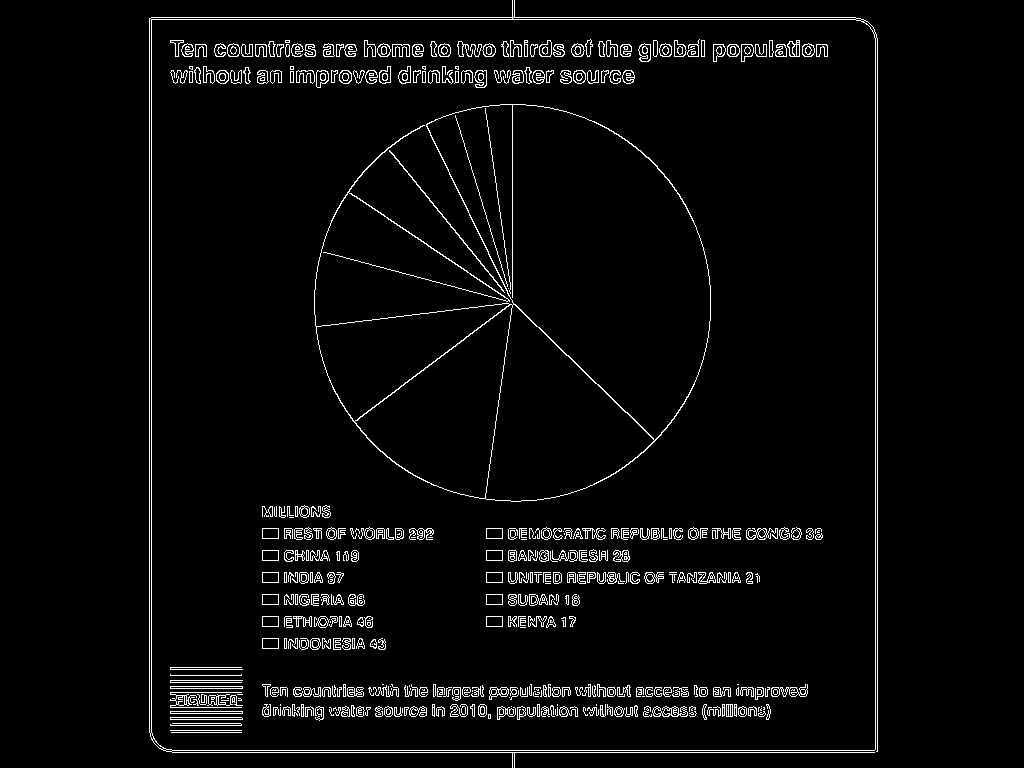 Ten countries are home to two thirds of the global population
without an improved drinking water source
MILLIONS
REST OF WORLD 292
CHINA 119
INDIA 97
NIGERIA 66
ETHIOPIA 46
INDONESIA 43
DEMOCRATIC REPUBLIC OF THE CONGO 36
BANGLADESH 28
UNITED REPUBLIC OF TANZANIA 21
SUDAN 18
KENYA 17
FIGURE
Ten countries with the largest population without access to an improved
drinking water source in 2010, population without access (millions)